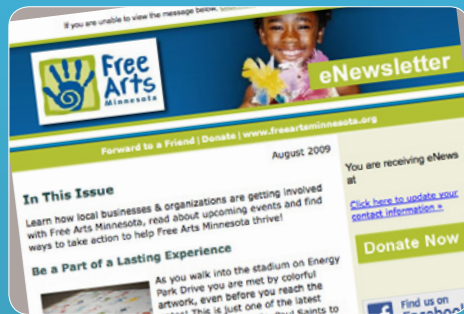 If you are unable to view the message below,
Free
Arts
Minnesota
eNewsletter
Forward to a Friend | Donate | www.freeartsminnesota.org
August 2009
In This Issue
Learn how local businesses & organizations are getting involved
with Free Arts Minnesota, read about upcoming events and find
ways to take action to help Free Arts Minnesota thrive!
Be a Part of a Lasting Experience
As you walk into the stadium on Energy
Park Drive you are met by colorful
artwork, even before you reach the
This is just one of the latest
Paul Saints to
You are receiving eNews
at
Click here to update your
contact information »
Donate Now
Find us on
Facebook